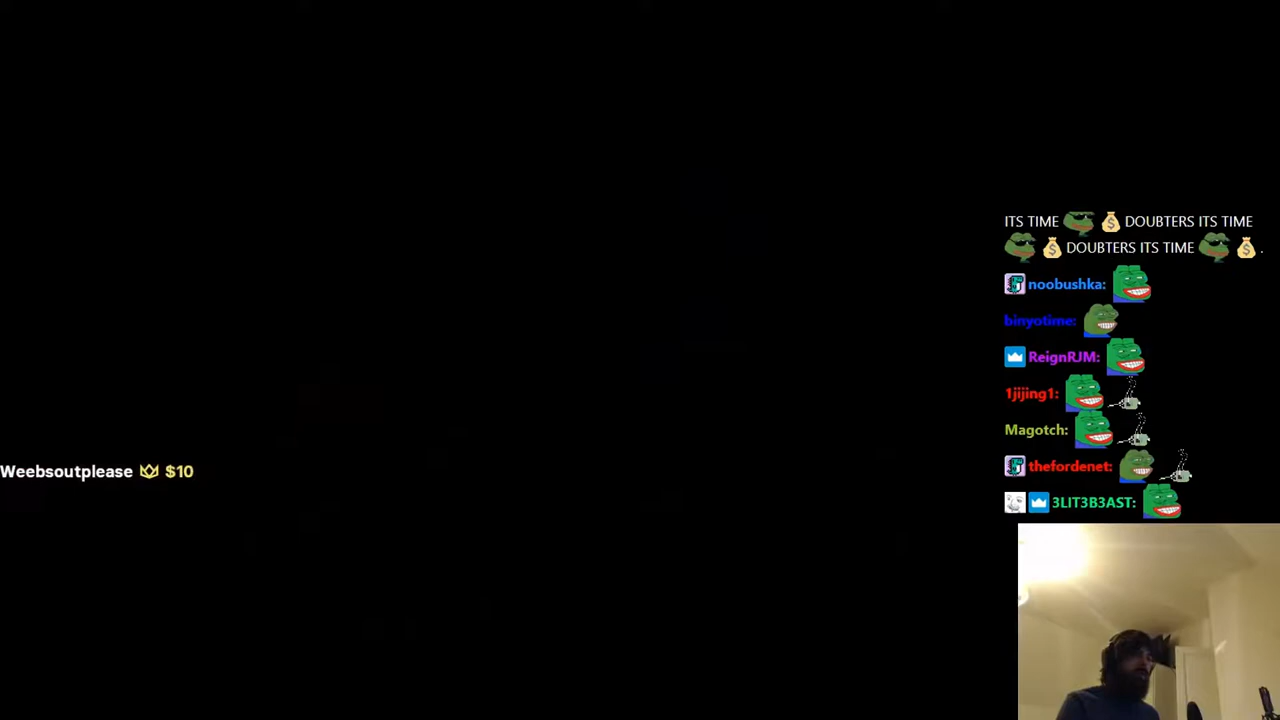 ITS TIME DOUBTERS ITS TIME
DOUBTERS ITS TIME .
noobushka:
binyotime:
ReignRJM:
1jijing1:
Magotch:
thefordenet:
Weebsoutplease $10
3LIT3B3AST: